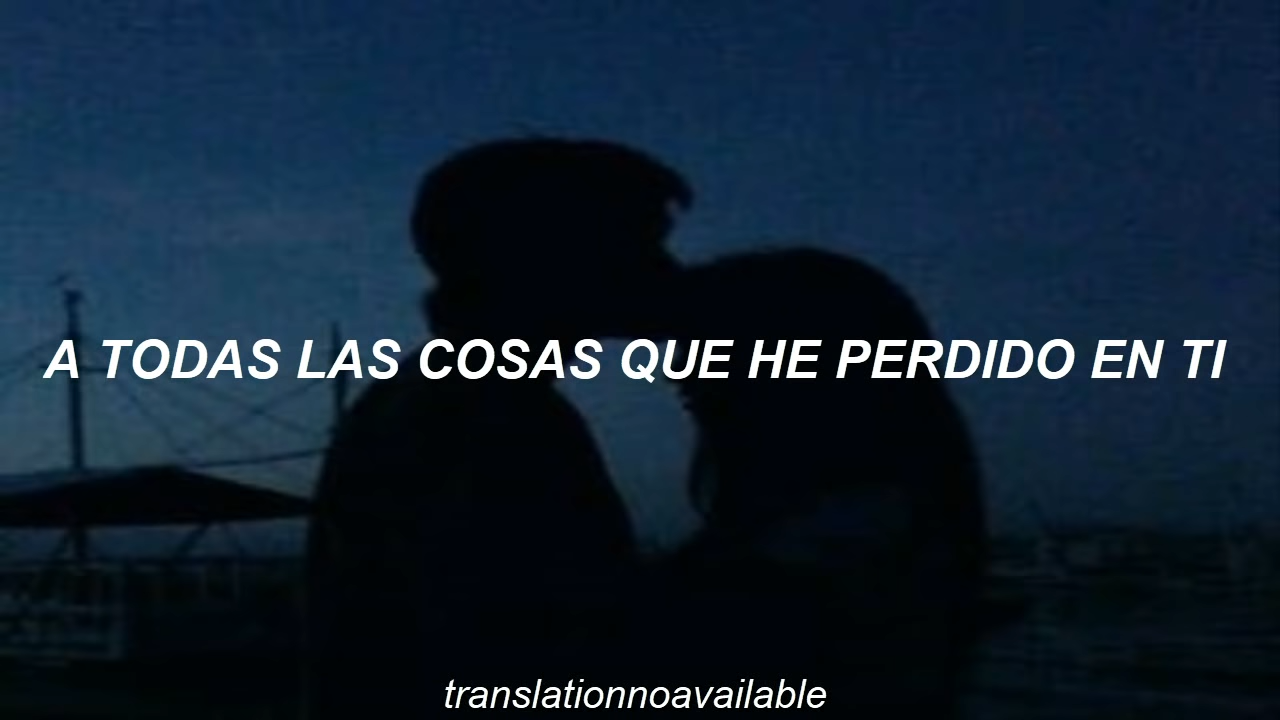 A TODAS LAS COSAS QUE HE PERDIDO EN TI
translationnoavailable